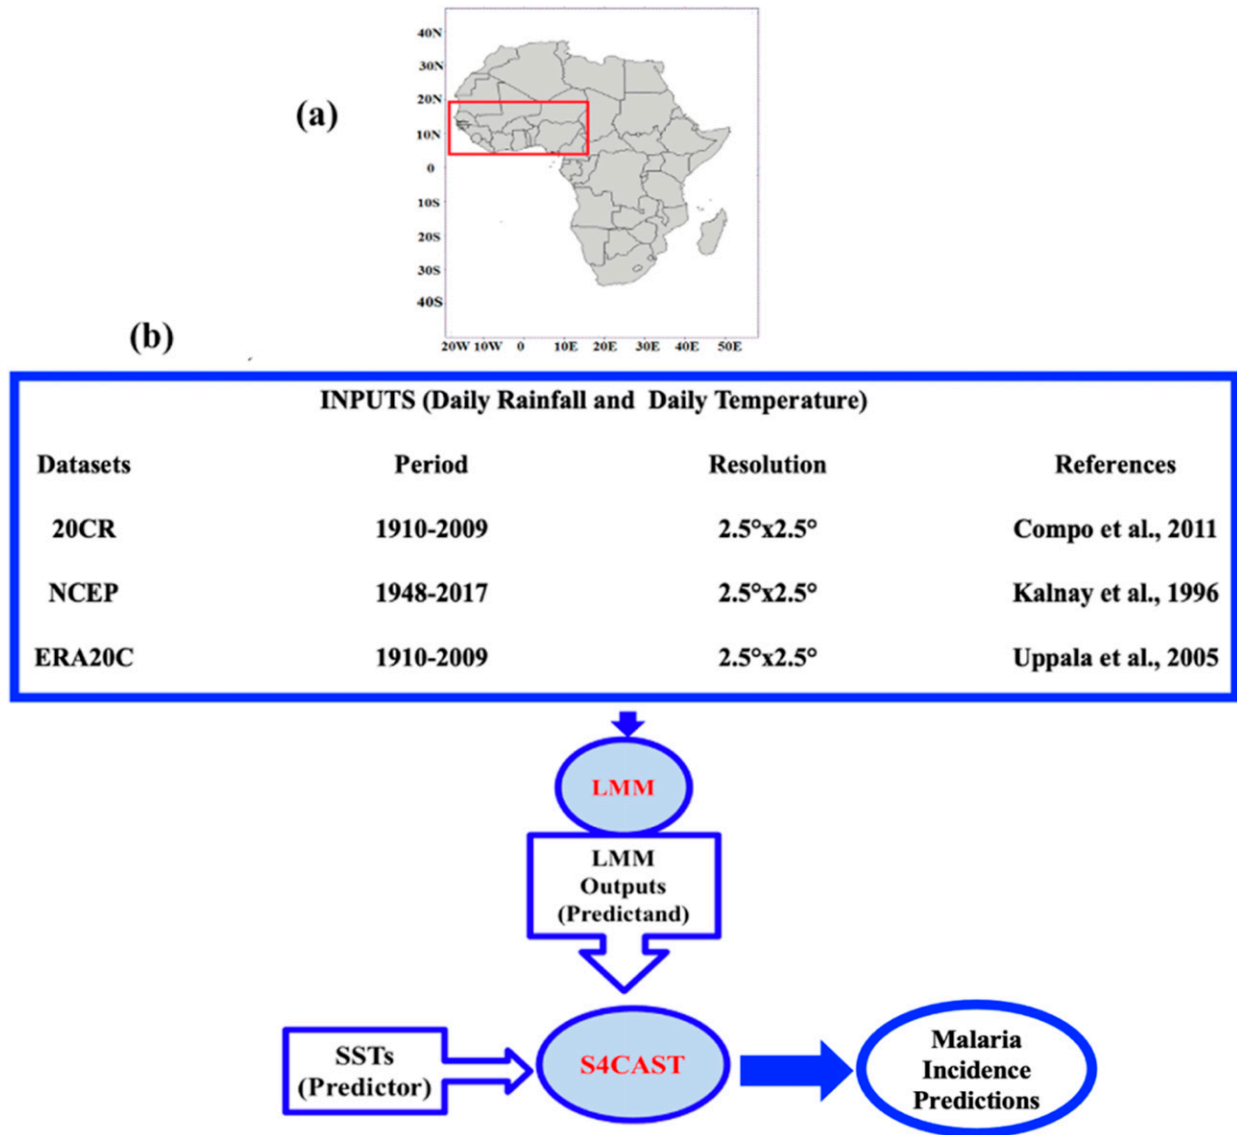 (a)
40N
30N
20N
10N
0
10S
20S
30S
40S
20W 10W 0 10E 20E 30E 40E 50E
(b)
INPUTS (Daily Rainfall and Daily Temperature)
Datasets Period Resolution References
20CR 1910-2009 2.5°x2.5° Compo et al., 2011
NCEP 1948-2017 2.5°x2.5° Kalnay et al., 1996
ERA20C 1910-2009 2.5°x2.5° Uppala et al., 2005
LMM
LMM
Outputs
(Predictand)
SSTs
(Predictor)
S4CAST
Malaria
Incidence
Predictions